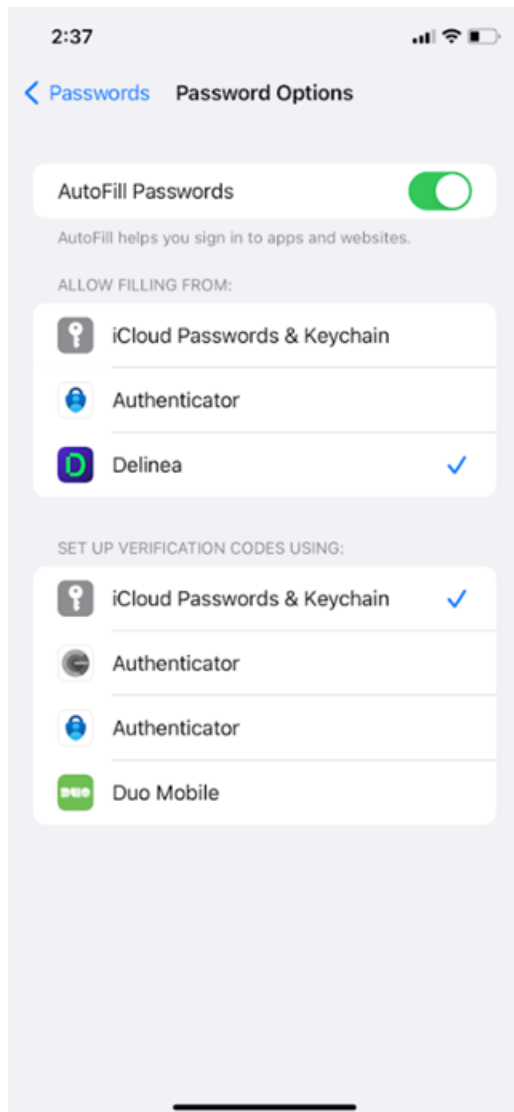 2:37
Passwords Password Options
AutoFill Passwords
AutoFill helps you sign in to apps and websites.
ALLOW FILLING FROM:
iCloud Passwords & Keychain
Authenticator
D Delinea
SET UP VERIFICATION CODES USING:
iCloud Passwords & Keychain
Authenticator
Authenticator
DUO Duo Mobile